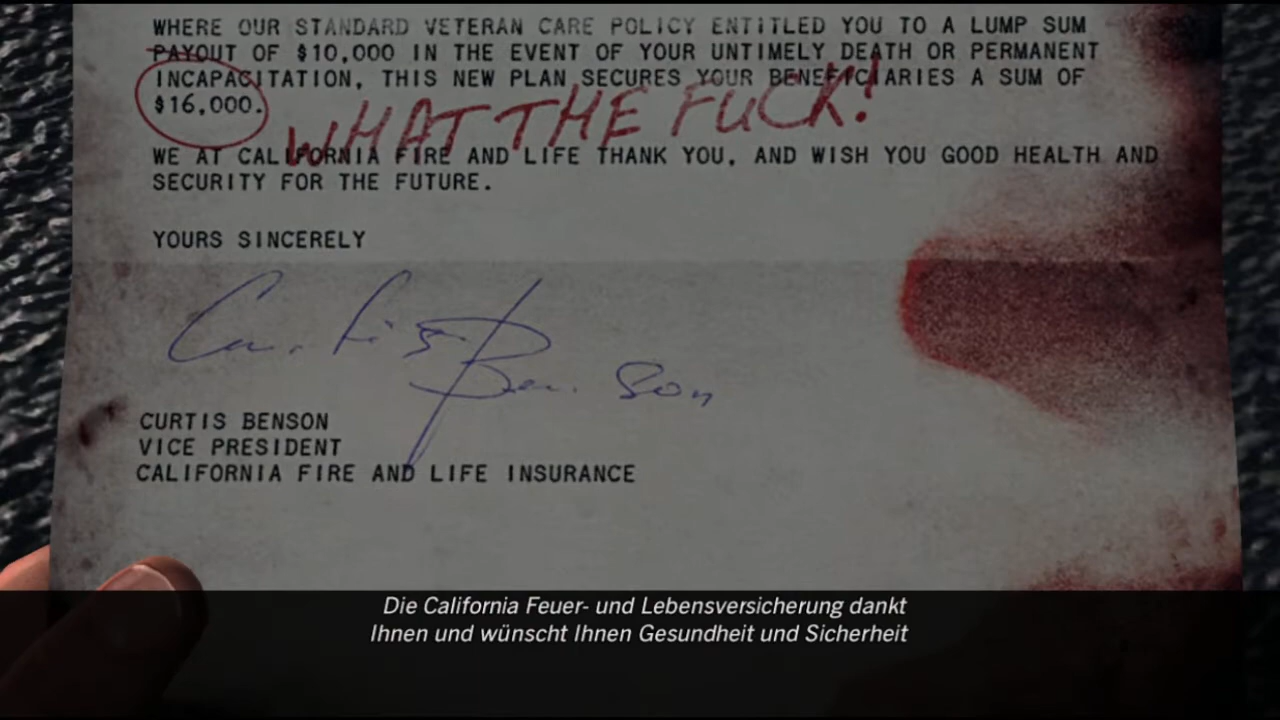 WHERE OUR STANDARD VETERAN CARE POLICY ENTITLED YOU TO A LUMP SUM
PAYOUT OF $10,000 IN THE EVENT OF YOUR UNTIMELY DEATH OR PERMANENT
INCAPACITATION, THIS NEW PLAN SECURES YOUR BENEFICIARIES A SUM OF
$16,000.
WHAT THE FUCK!
WE AT CALIFORNIA FIRE AND LIFE THANK YOU, AND WISH YOU GOOD HEALTH AND
SECURITY FOR THE FUTURE.
YOURS SINCERELY
Curtis Benson
CURTIS BENSON
VICE PRESIDENT
CALIFORNIA FIRE AND LIFE INSURANCE
Die California Feuer- und Lebensversicherung dankt
Ihnen und wünscht Ihnen Gesundheit und Sicherheit